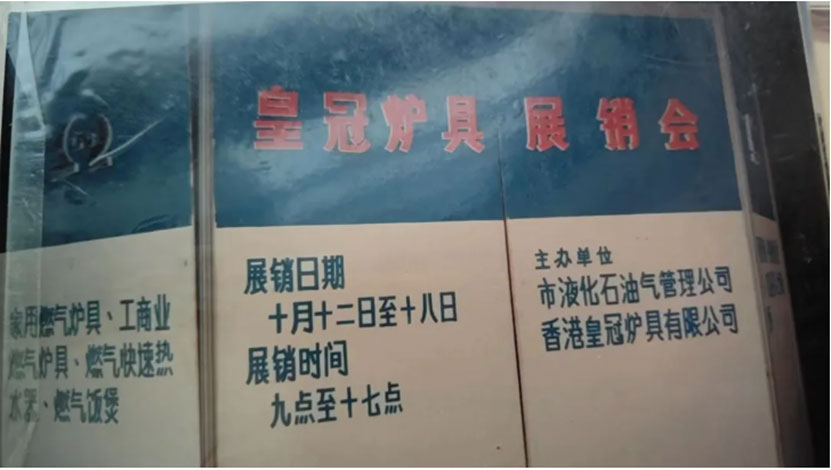 皇冠炉具展销会
家用燃气炉具、工商业
燃气炉具、燃气快速热
水器、燃气饭煲
展销日期
十月十二日至十八日
展销时间
九点至十七点
主办单位
市液化石油气管理公司
香港皇冠炉具有限公司